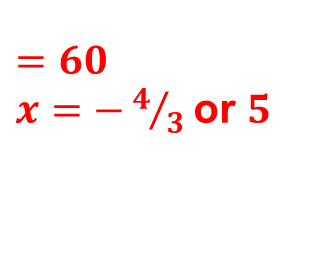 = 60
x = − 4/3 or 5